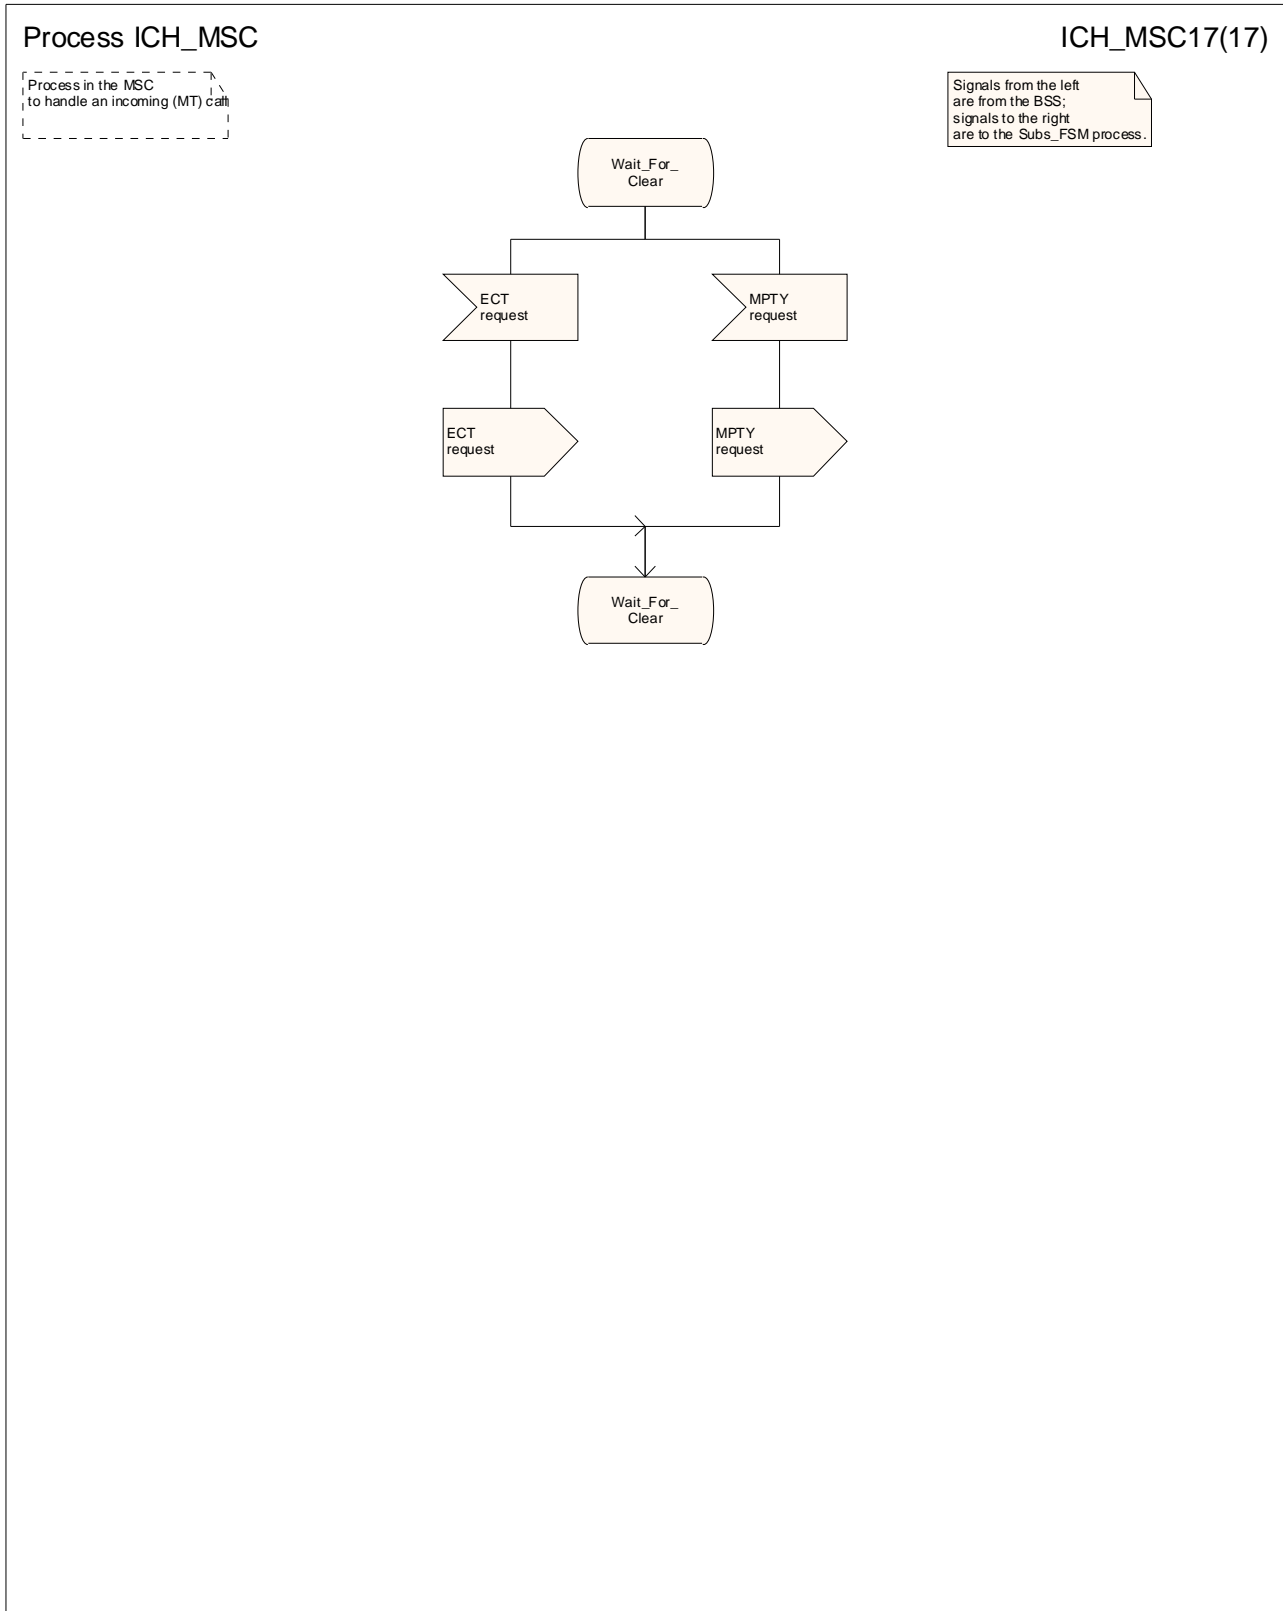 Process ICH_MSC
ICH_MSC17(17)
Process in the MSC
to handle an incoming (MT) call
Signals from the left
are from the BSS;
signals to the right
are to the Subs_FSM process.
Wait_For_
Clear
ECT
request
MPTY
request
ECT
request
MPTY
request
Wait_For_
Clear